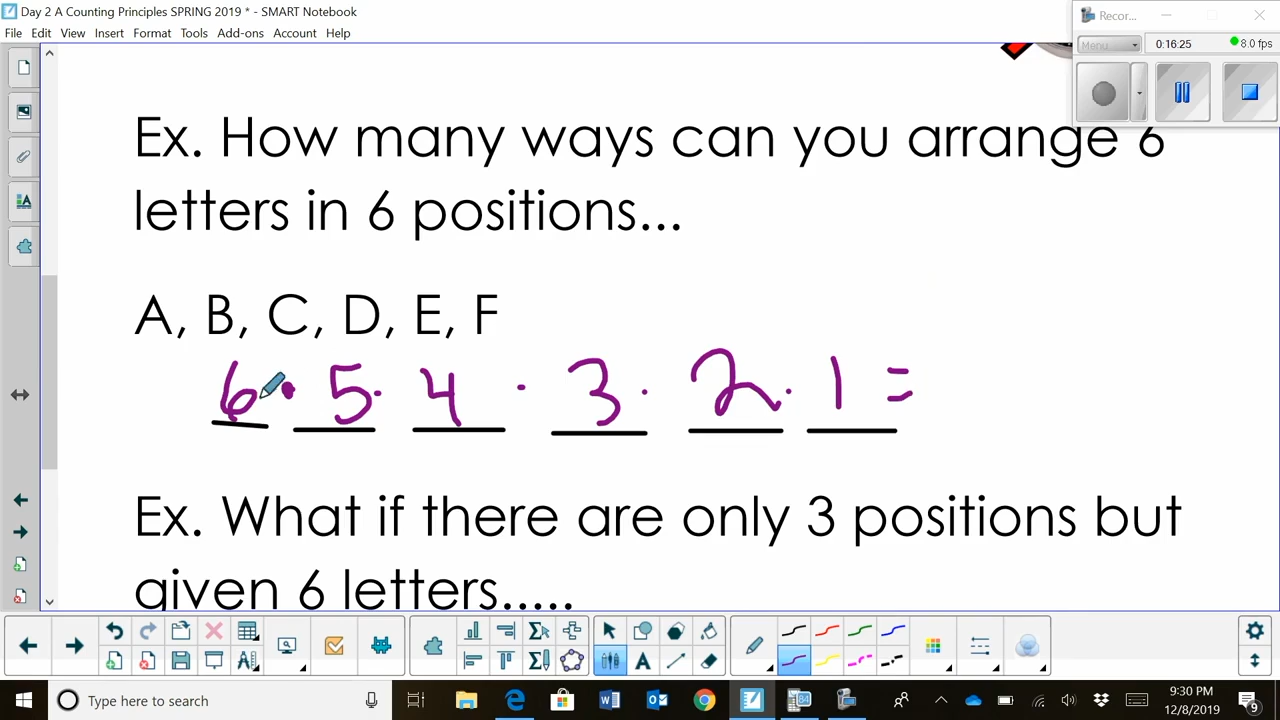 Day 2 A Counting Principles SPRING 2019 * - SMART Notebook
File Edit View Insert Format Tools Add-ons Account Help
Recor...
Menu
0:16:25
8.0 fps
Ex. How many ways can you arrange 6
letters in 6 positions...
A, B, C, D, E, F
6 · 5 · 4 · 3 · 2 · 1 =
Ex. What if there are only 3 positions but
given 6 letters.....
Type here to search
9:30 PM
12/8/2019
9